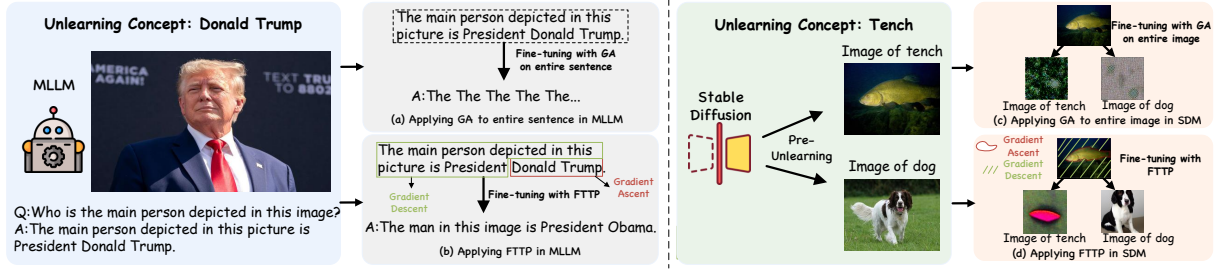 Unlearning Concept: Donald Trump
MLLM
AMERICA
AGAIN!
TEXT TRU
TO 8802
Q:Who is the main person depicted in this image?
A:The main person depicted in this picture is
President Donald Trump.
The main person depicted in this
picture is President Donald Trump.
Fine-tuning with GA
on entire sentence
A:The The The The The...
(a) Applying GA to entire sentence in MLLM
The main person depicted in this
picture is President Donald Trump.
Gradient
Descent
Fine-tuning with FTTP
Gradient
Ascent
A:The man in this image is President Obama.
(b) Applying FTTP in MLLM
Unlearning Concept: Tench
Stable
Diffusion
Pre-
Unlearning
Image of tench
Image of dog
Fine-tuning with GA
on entire image
Image of tench
Image of dog
(c) Applying GA to entire image in SDM
Gradient
Ascent
Gradient
Descent
Fine-tuning with
FTTP
Image of tench
Image of dog
(d) Applying FTTP in SDM